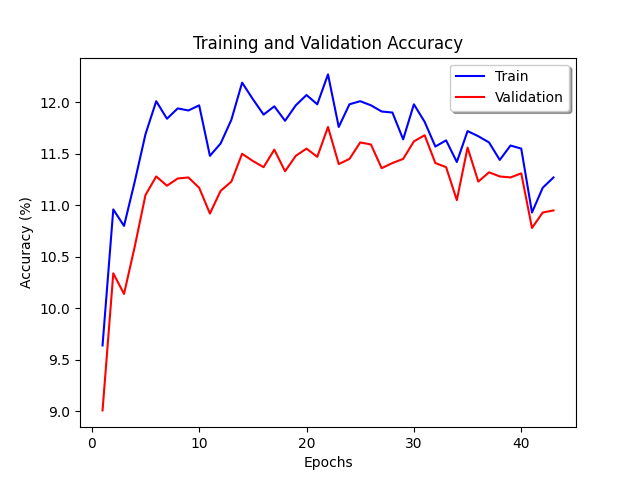 Training and Validation Accuracy
Train
Validation
12.0
11.5
11.0
10.5
10.0
9.5
9.0
Accuracy (%)
0
10
20
30
40
Epochs